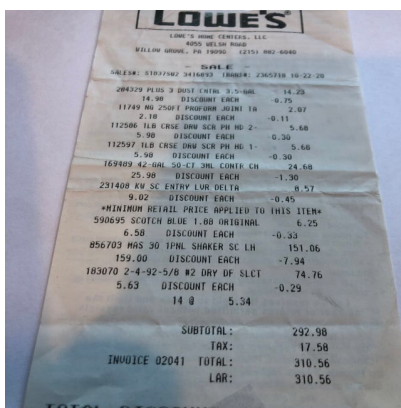 LOWE'S
LOWE'S HOME CENTERS, LLC
4055 WELSH ROAD
WILLOW GROVE, PA 19090 (215) 802-6040
- SALE -
SALES#: 2365718 10-22-20
204329 PLUS 3 DUST CNTRL 3.5-GAL 14.23
14.98 DISCOUNT EACH -0.75
11749 NG 250FT PROFORM JOINT TA 2.07
2.18 DISCOUNT EACH -0.11
112586 1LB CRSE DRW SCR PH HD 2- 5.68
5.98 DISCOUNT EACH -0.30
112597 1LB CRSE DRW SCR PH HD 1- 5.68
5.98 DISCOUNT EACH -0.30
169489 42-GAL 50-CT 3ML CONTR CH 24.68
25.98 DISCOUNT EACH -1.30
231408 KW SC ENTRY LVR DELTA 8.57
9.02 DISCOUNT EACH -0.45
*MINIMUM RETAIL PRICE APPLIED TO THIS ITEM*
590695 SCOTCH BLUE 1.88 ORIGINAL 6.25
6.58 DISCOUNT EACH -0.33
856703 HAS 30 1PNL SHAKER SC LH 151.06
159.00 DISCOUNT EACH -7.94
183070 2-4-92-5/8 #2 DRY DF SLCT 74.76
5.63 DISCOUNT EACH -0.29
14 @ 5.34
SUBTOTAL: 292.98
TAX: 17.58
INVOICE 02041 TOTAL: 310.56
LAR: 310.56